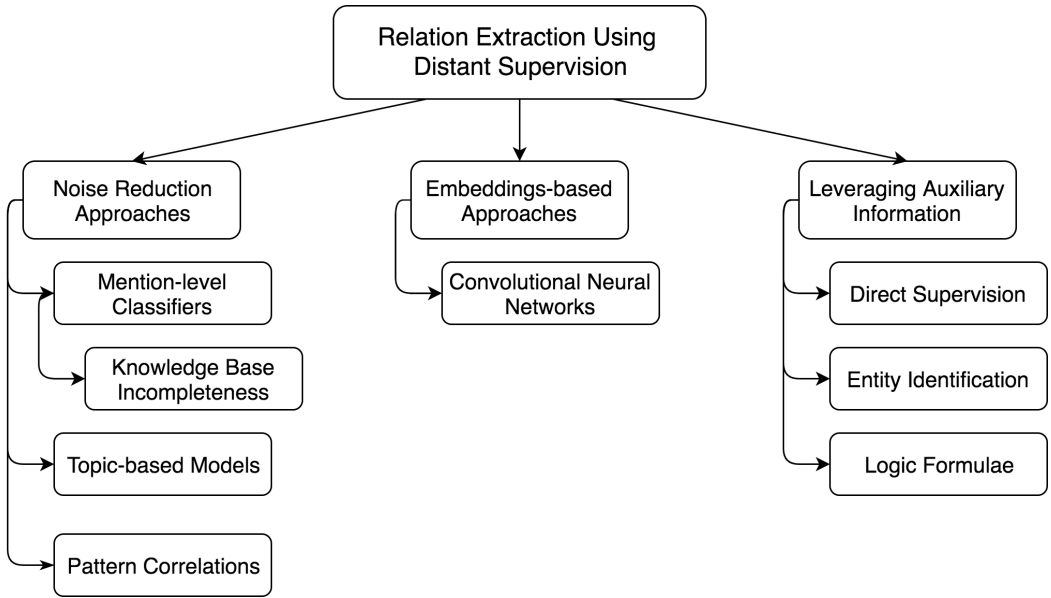 Relation Extraction Using
Distant Supervision
Noise Reduction
Approaches
Mention-level
Classifiers
Knowledge Base
Incompleteness
Topic-based Models
Pattern Correlations
Embeddings-based
Approaches
Convolutional Neural
Networks
Leveraging Auxiliary
Information
Direct Supervision
Entity Identification
Logic Formulae